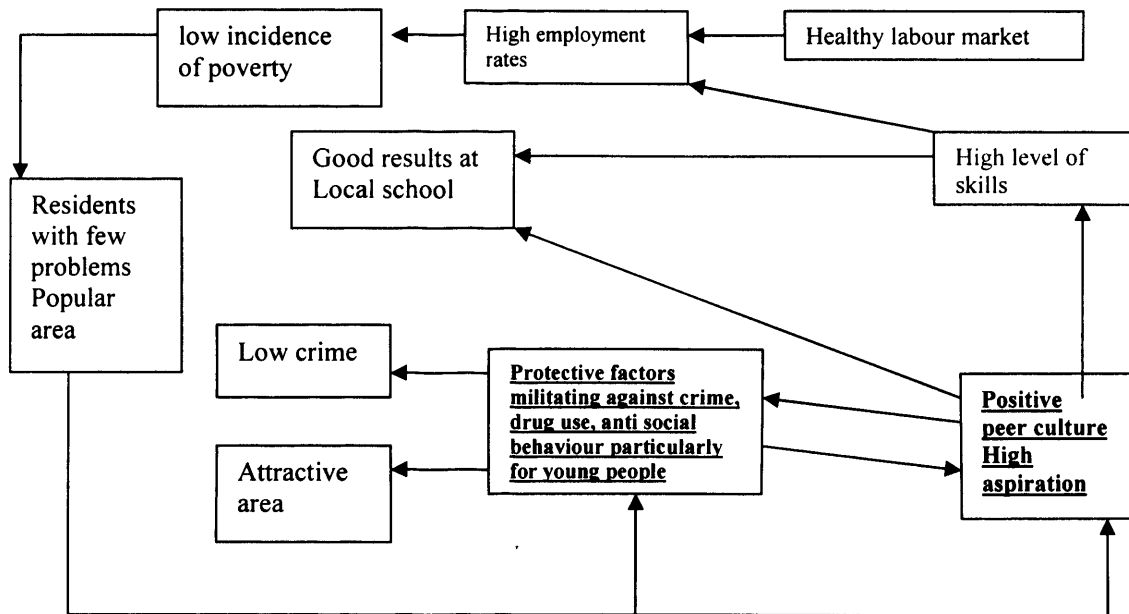 low incidence
of poverty
High employment
rates
Healthy labour market
Good results at
Local school
High level of
skills
Residents
with few
problems
Popular
area
Low crime
Protective factors
militating against crime,
drug use, anti social
behaviour particularly
for young people
Positive
peer culture
High
aspiration
Attractive
area